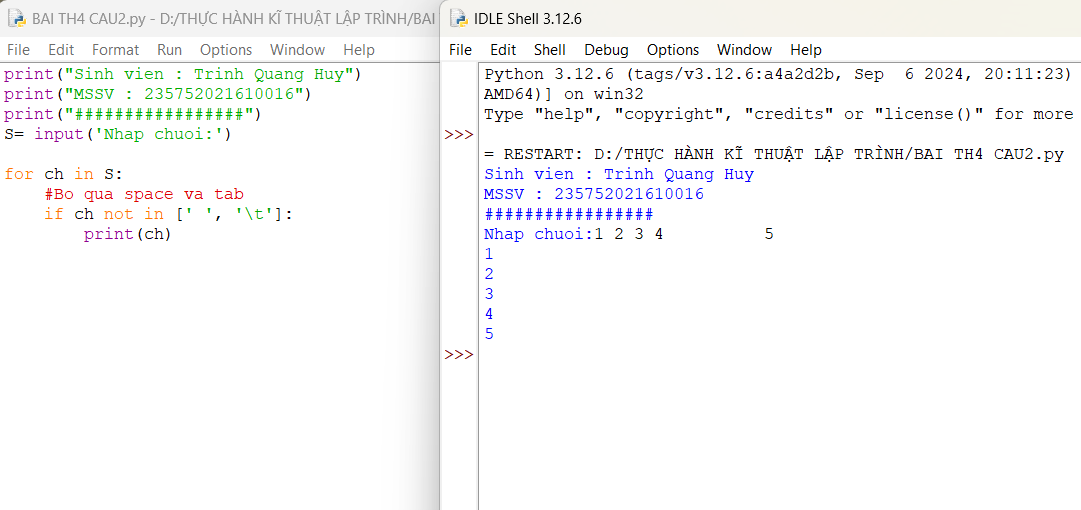 BAI TH4 CAU2.py - D:/THỰC HÀNH KĨ THUẬT LẬP TRÌNH/BAI
File Edit Format Run Options Window Help
print("Sinh vien : Trinh Quang Huy")
print("MSSV : 235752021610016")
print("#################")
S= input('Nhap chuoi:')
for ch in S:
    #Bo qua space va tab
    if ch not in [' ', '\t']:
        print(ch)
IDLE Shell 3.12.6
File Edit Shell Debug Options Window Help
Python 3.12.6 (tags/v3.12.6:a4a2d2b, Sep  6 2024, 20:11:23)
AMD64)] on win32
Type "help", "copyright", "credits" or "license()" for more
>>>
= RESTART: D:/THỰC HÀNH KĨ THUẬT LẬP TRÌNH/BAI TH4 CAU2.py
Sinh vien : Trinh Quang Huy
MSSV : 235752021610016
#################
Nhap chuoi:1 2 3 4          5
1
2
3
4
5
>>>